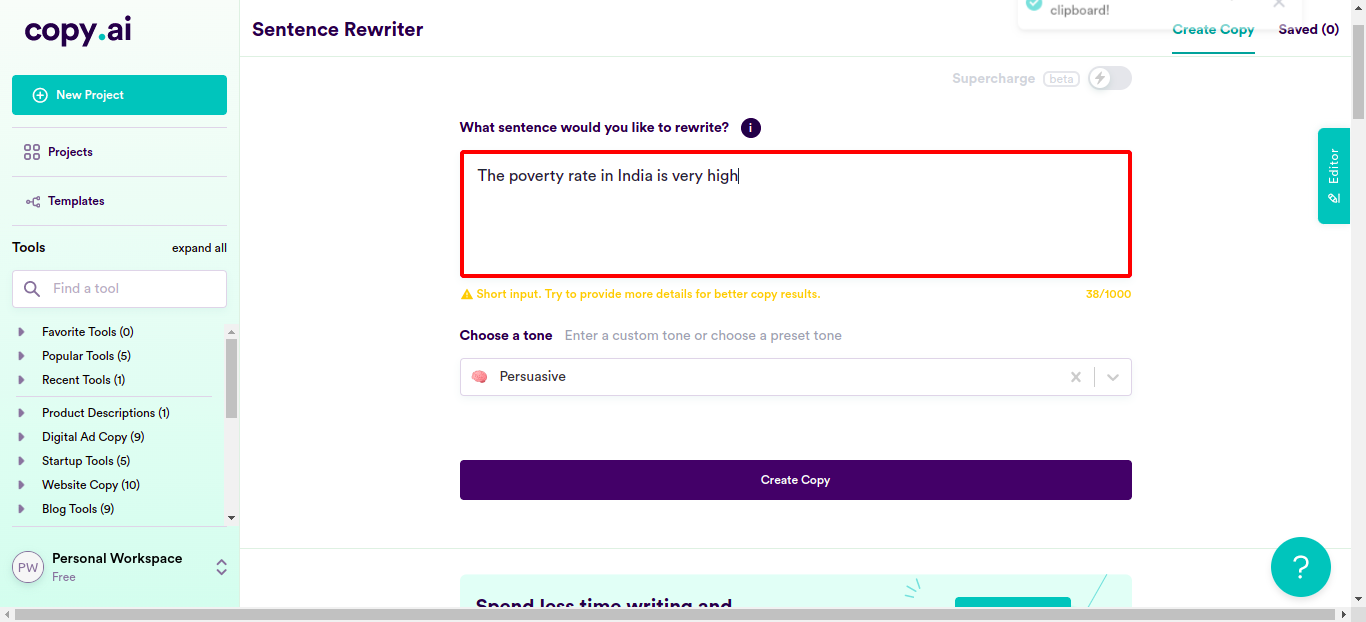 copy.ai
New Project
Projects
Templates
Tools
expand all
Find a tool
Favorite Tools (0)
Popular Tools (5)
Recent Tools (1)
Product Descriptions (1)
Digital Ad Copy (9)
Startup Tools (5)
Website Copy (10)
Blog Tools (9)
PW
Personal Workspace
Free
Sentence Rewriter
clipboard!
Create Copy
Saved (0)
Supercharge
beta
What sentence would you like to rewrite?
i
The poverty rate in India is very high
Short input. Try to provide more details for better copy results.
38/1000
Choose a tone
Enter a custom tone or choose a preset tone
Persuasive
Create Copy
Editor
Spend less time writing and
?